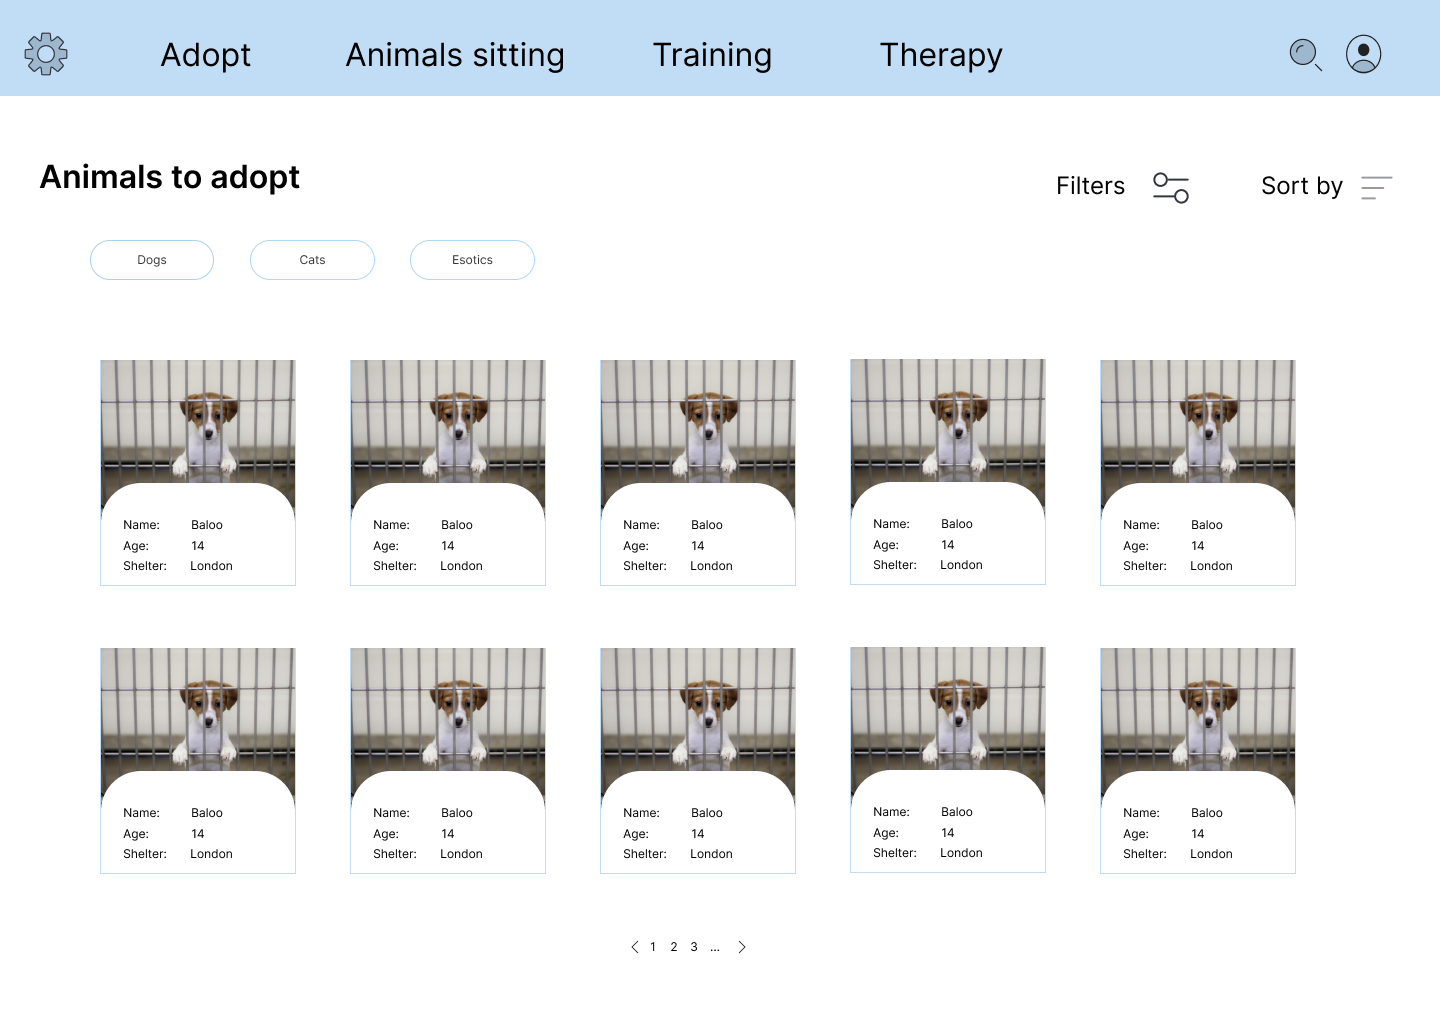 Adopt Animals sitting Training Therapy
Animals to adopt
Filters Sort by
Dogs Cats Esotics
Name: Baloo Name: Baloo Name: Baloo Name: Baloo Name: Baloo
Age: 14 Age: 14 Age: 14 Age: 14 Age: 14
Shelter: London Shelter: London Shelter: London Shelter: London Shelter: London
Name: Baloo Name: Baloo Name: Baloo Name: Baloo Name: Baloo
Age: 14 Age: 14 Age: 14 Age: 14 Age: 14
Shelter: London Shelter: London Shelter: London Shelter: London Shelter: London
1 2 3 ...